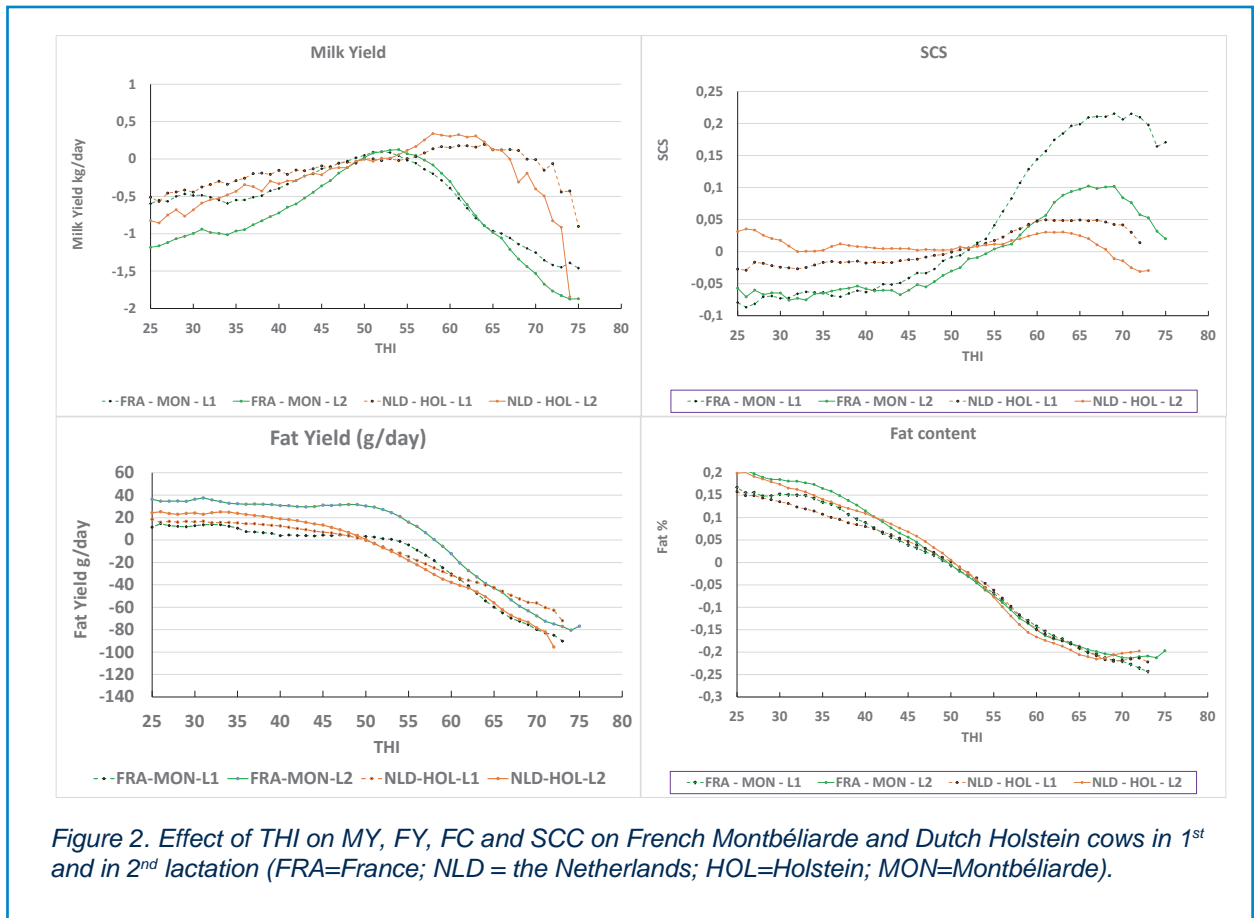 Milk Yield
1
0,5
0
-0,5
-1
-1,5
-2
Milk Yield kg/day
25 30 35 40 45 50 55 60 65 70 75 80
THI
FRA - MON - L1 FRA - MON - L2 NLD - HOL - L1 NLD - HOL - L2
SCS
0,25
0,2
0,15
0,1
0,05
0
-0,05
-0,1
SCS
25 30 35 40 45 50 55 60 65 70 75 80
THI
FRA - MON - L1 FRA - MON - L2 NLD - HOL - L1 NLD - HOL - L2
Fat Yield (g/day)
60
40
20
0
-20
-40
-60
-80
-100
-120
-140
Fat Yield g/day
25 30 35 40 45 50 55 60 65 70 75 80
THI
FRA-MON-L1 FRA-MON-L2 NLD-HOL-L1 NLD-HOL-L2
Fat content
0,2
0,15
0,1
0,05
0
-0,05
-0,1
-0,15
-0,2
-0,25
-0,3
Fat %
25 30 35 40 45 50 55 60 65 70 75 80
THI
FRA - MON - L1 FRA - MON - L2 NLD - HOL - L1 NLD - HOL - L2
Figure 2. Effect of THI on MY, FY, FC and SCC on French Montbéliarde and Dutch Holstein cows in 1st
and in 2nd lactation (FRA=France; NLD = the Netherlands; HOL=Holstein; MON=Montbéliarde).